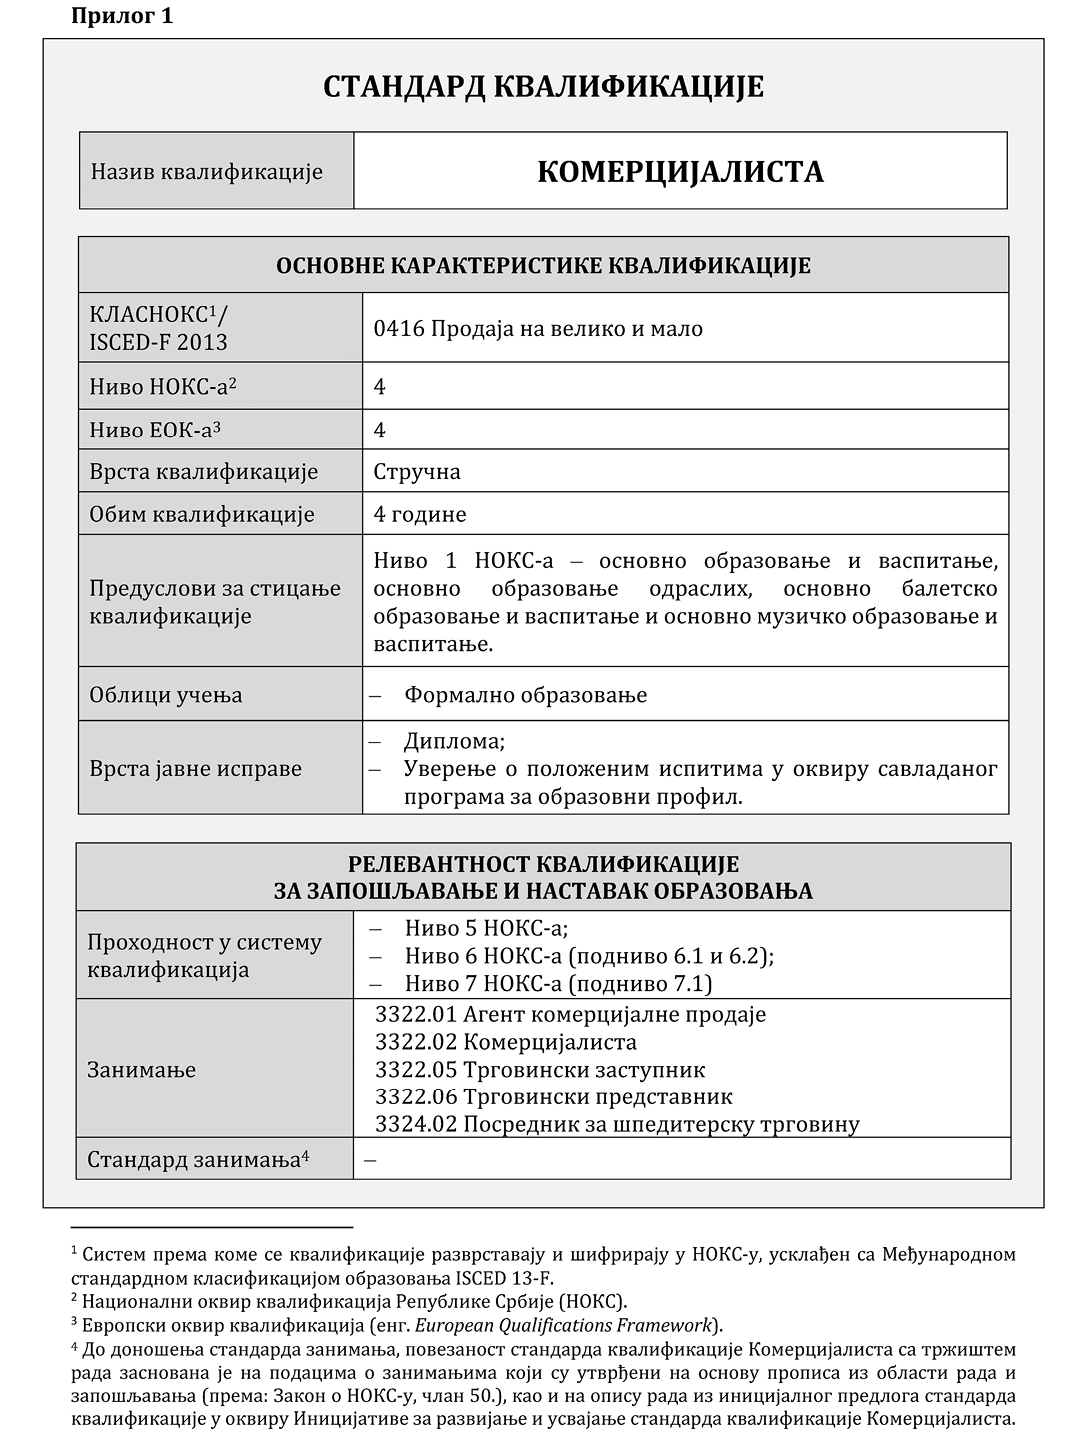 Прилог 1
СТАНДАРД КВАЛИФИКАЦИЈЕ
Назив квалификације
КОМЕРЦИЈАЛИСТА
ОСНОВНЕ КАРАКТЕРИСТИКЕ КВАЛИФИКАЦИЈЕ
КЛАСНОКС¹/
ISCED-F 2013
0416 Продаја на велико и мало
Ниво НОКС-а²
4
Ниво ЕОК-а³
4
Врста квалификације
Стручна
Обим квалификације
4 године
Предуслови за стицање
квалификације
Ниво 1 НОКС-а – основно образовање и васпитање,
основно образовање одраслих, основно балетско
образовање и васпитање и основно музичко образовање и
васпитање.
Облици учења
– Формално образовање
Врста јавне исправе
– Диплома;
– Уверење о положеним испитима у оквиру савладаног
програма за образовни профил.
РЕЛЕВАНТНОСТ КВАЛИФИКАЦИЈЕ
ЗА ЗАПОШЉАВАЊЕ И НАСТАВАК ОБРАЗОВАЊА
Проходност у систему
квалификација
– Ниво 5 НОКС-а;
– Ниво 6 НОКС-а (подниво 6.1 и 6.2);
– Ниво 7 НОКС-а (подниво 7.1)
Занимање
3322.01 Агент комерцијалне продаје
3322.02 Комерцијалиста
3322.05 Трговински заступник
3322.06 Трговински представник
3324.02 Посредник за шпедитерску трговину
Стандард занимања⁴
–
¹ Систем према коме се квалификације разврставају и шифрирају у НОКС-у, усклађен са Међународном
стандардном класификацијом образовања ISCED 13-F.
² Национални оквир квалификација Републике Србије (НОКС).
³ Европски оквир квалификација (енг. European Qualifications Framework).
⁴ До доношења стандарда занимања, повезаност стандарда квалификације Комерцијалиста са тржиштем
рада заснована је на подацима о занимањима који су утврђени на основу прописа из области рада и
запошљавања (према: Закон о НОКС-у, члан 50.), као и на опису рада из иницијалног предлога стандарда
квалификације у оквиру Иницијативе за развијање и усвајање стандарда квалификације Комерцијалиста.